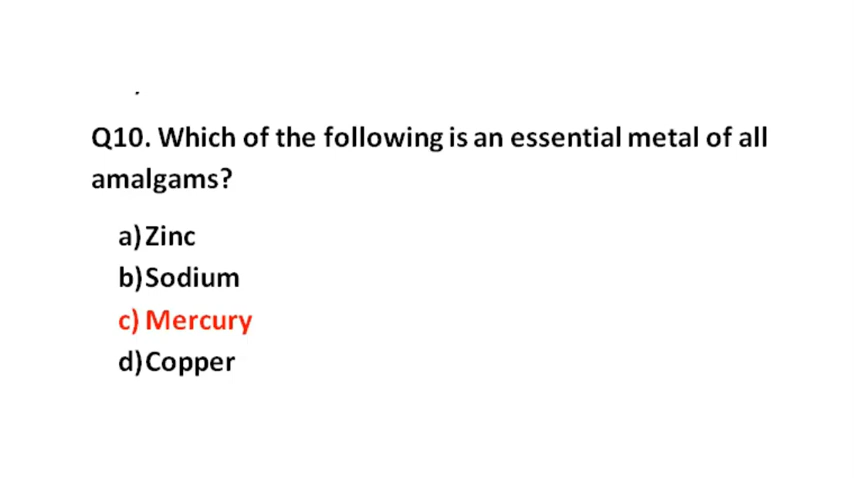 Q10. Which of the following is an essential metal of all
amalgams?
a) Zinc
b) Sodium
c) Mercury
d) Copper